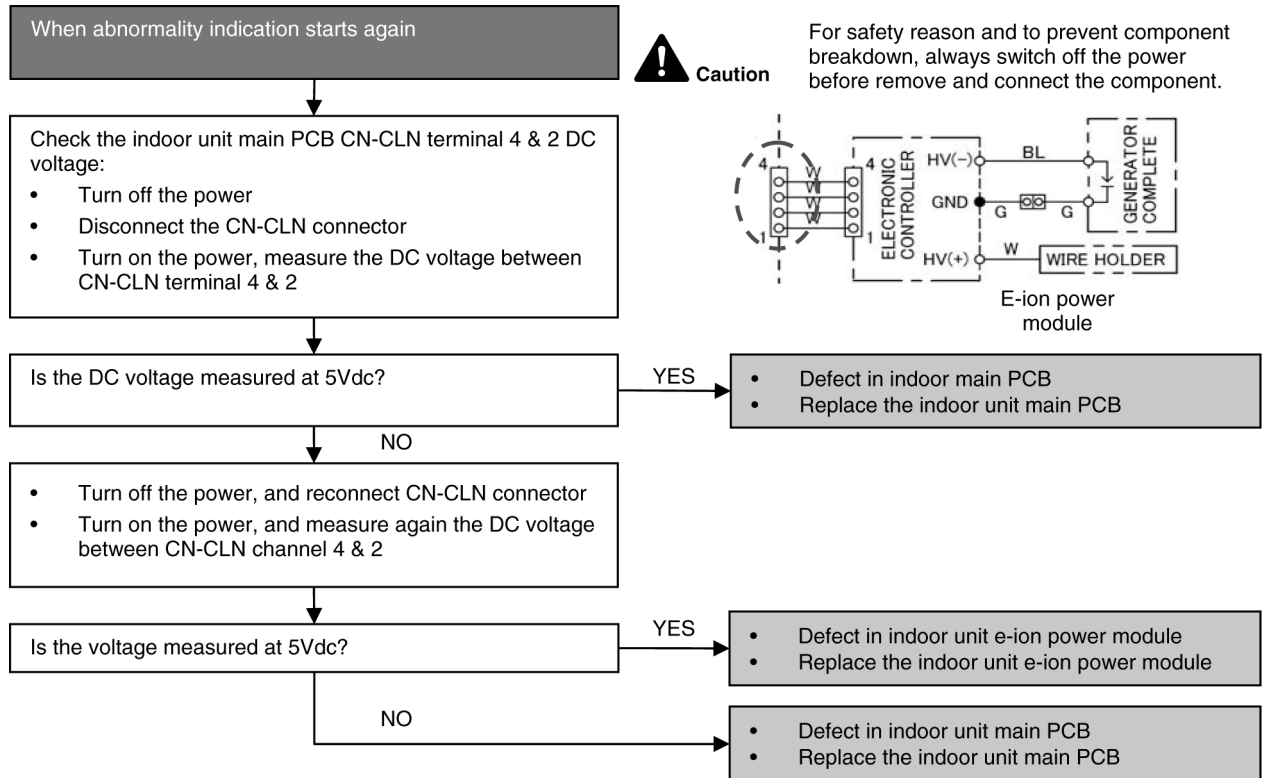 When abnormality indication starts again
Caution
For safety reason and to prevent component
breakdown, always switch off the power
before remove and connect the component.
Check the indoor unit main PCB CN-CLN terminal 4 & 2 DC
voltage:
• Turn off the power
• Disconnect the CN-CLN connector
• Turn on the power, measure the DC voltage between
CN-CLN terminal 4 & 2
4
1
W
W
W
W
4
1
ELECTRONIC
CONTROLLER
HV(−)
GND
HV(+)
BL
G
G
W
GENERATOR
COMPLETE
WIRE HOLDER
E-ion power
module
Is the DC voltage measured at 5Vdc?
YES
• Defect in indoor main PCB
• Replace the indoor unit main PCB
NO
• Turn off the power, and reconnect CN-CLN connector
• Turn on the power, and measure again the DC voltage
between CN-CLN channel 4 & 2
Is the voltage measured at 5Vdc?
YES
• Defect in indoor unit e-ion power module
• Replace the indoor unit e-ion power module
NO
• Defect in indoor unit main PCB
• Replace the indoor unit main PCB